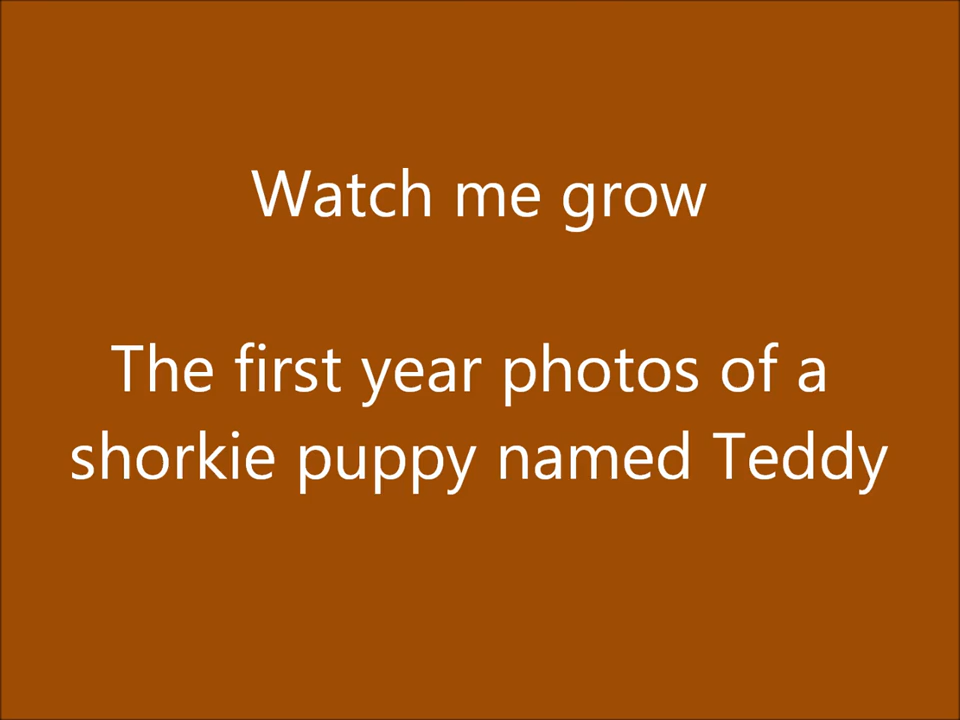 Watch me grow
The first year photos of a
shorkie puppy named Teddy